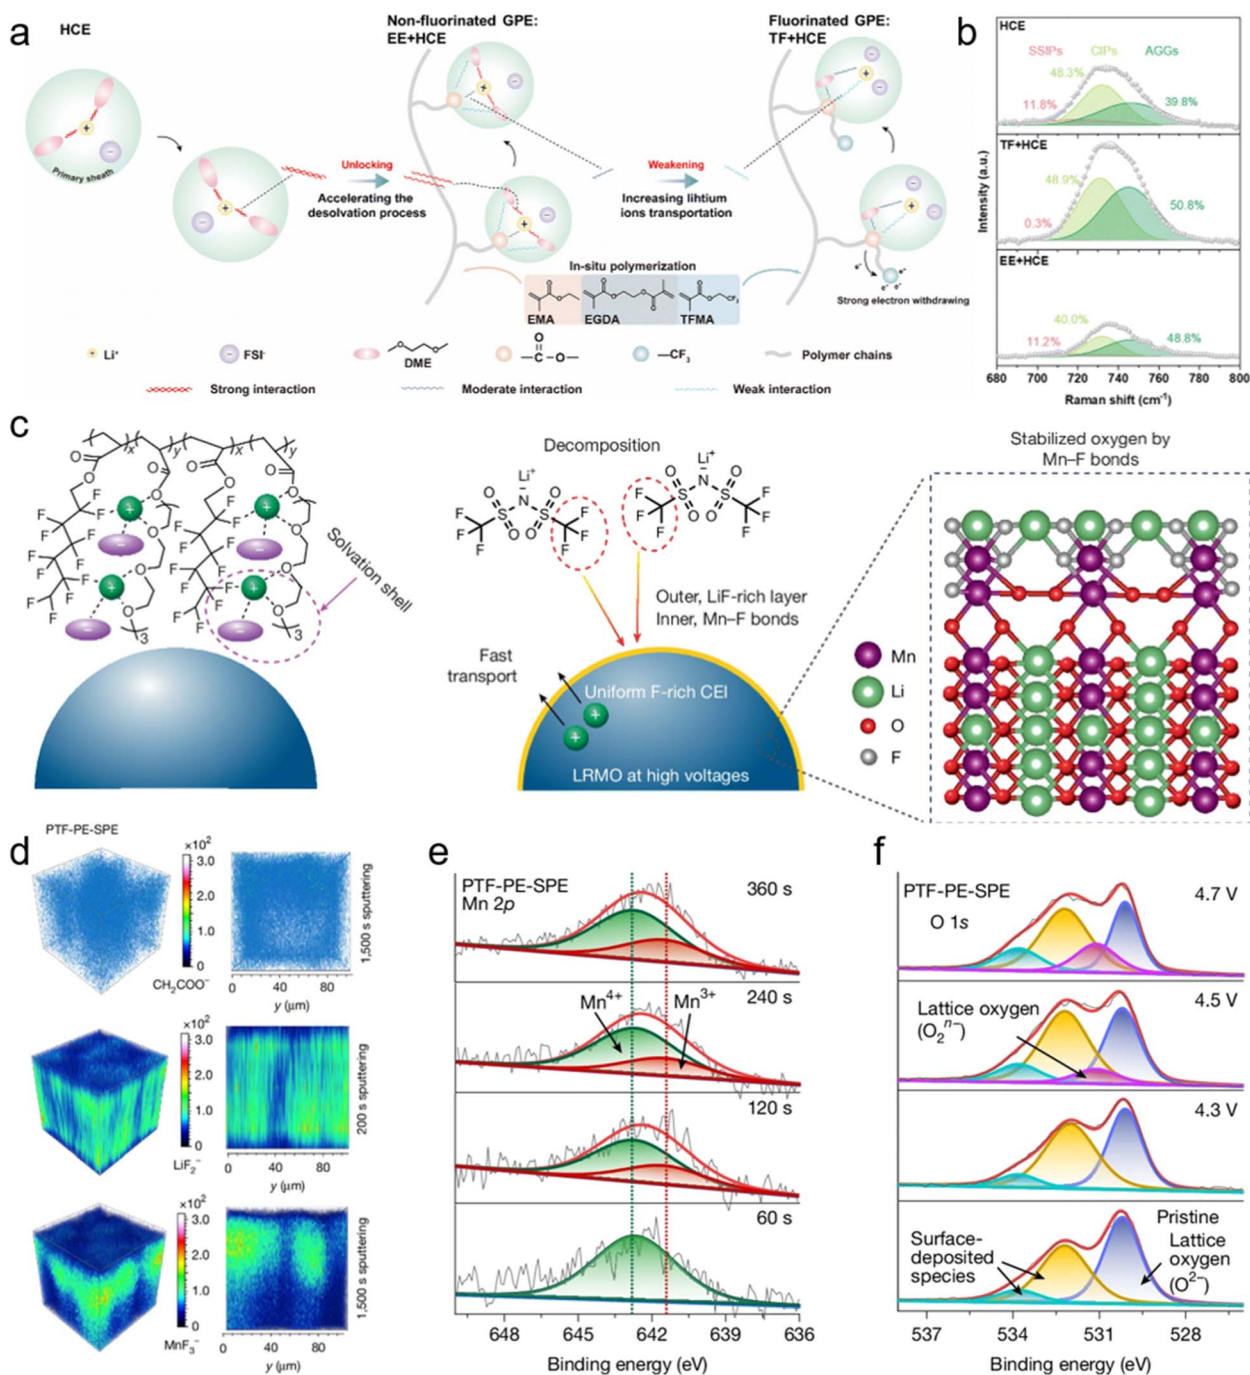 a
HCE
Non-fluorinated GPE:
EE+HCE
Fluorinated GPE:
TF+HCE
Primary sheath
Unlocking
Accelerating the
desolvation process
Weakening
Increasing lihtium
ions transportation
In-situ polymerization
EMA
EGDA
TFMA
CF3
e-
e-
e-
e-
Strong electron withdrawing
Li+
FSI-
DME
—C—O—
O
—CF3
Polymer chains
Strong interaction
Moderate interaction
Weak interaction
b
HCE
SSIPs
CIPs
AGGs
48.3%
11.8%
39.8%
TF+HCE
48.9%
0.3%
50.8%
EE+HCE
40.0%
11.2%
48.8%
Intensity (a.u.)
680 700 720 740 760 780 800
Raman shift (cm-1)
c
Solvation shell
Decomposition
Outer, LiF-rich layer
Inner, Mn–F bonds
Fast
transport
Uniform F-rich CEI
LRMO at high voltages
Stabilized oxygen by
Mn–F bonds
Mn
Li
O
F
d
PTF-PE-SPE
×10²
3.0
2.0
1.0
0
CH2COO−
0 40 80
y (μm)
1,500 s sputtering
×10²
3.0
2.0
1.0
0
LiF2−
0 40 80
y (μm)
200 s sputtering
×10²
3.0
2.0
1.0
0
MnF3−
0 40 80
y (μm)
1,500 s sputtering
e
PTF-PE-SPE
Mn 2p
360 s
240 s
Mn4+
Mn3+
120 s
60 s
648 645 642 639 636
Binding energy (eV)
f
PTF-PE-SPE
O 1s
4.7 V
4.5 V
Lattice oxygen
(O2n−)
4.3 V
Surface-
deposited
species
Pristine
Lattice
oxygen
(O2−)
537 534 531 528
Binding energy (eV)